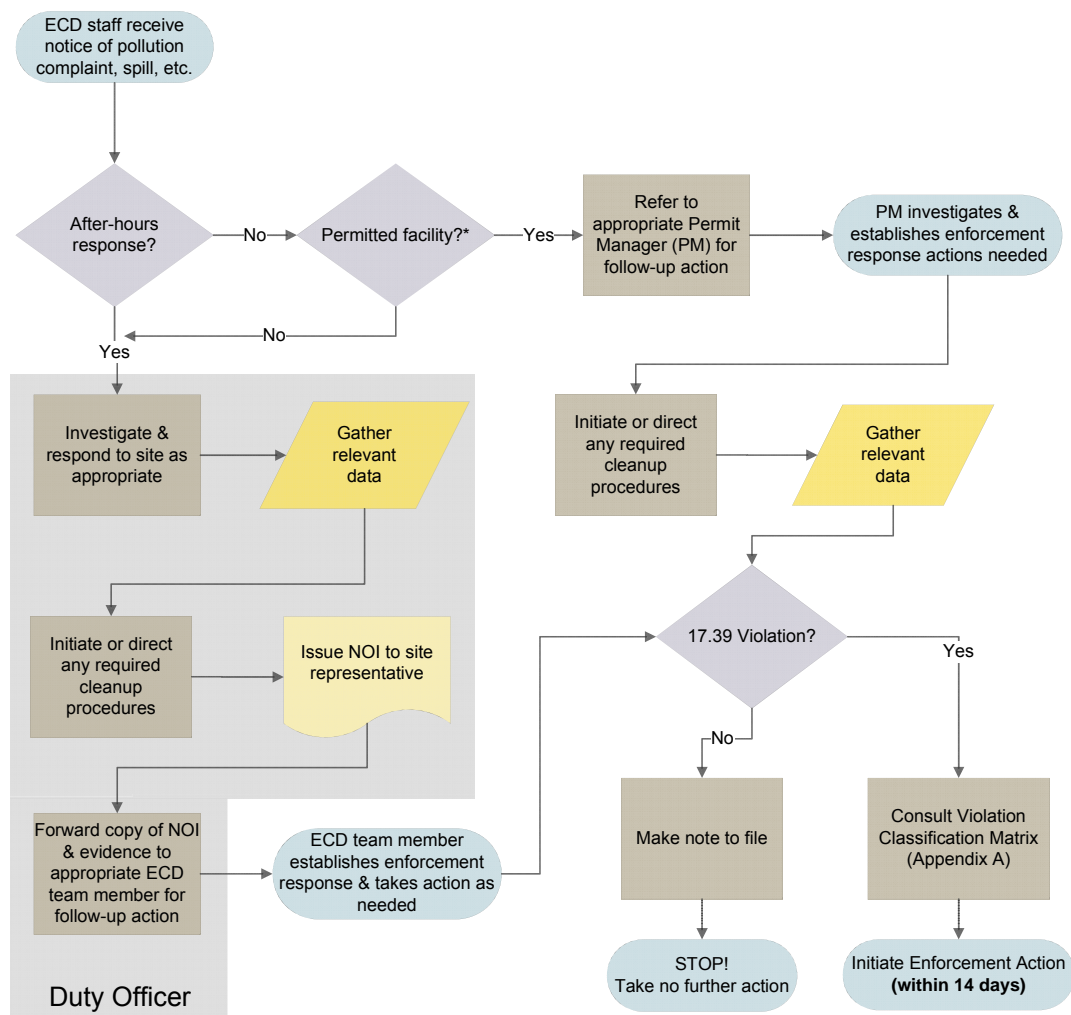 ECD staff receive
notice of pollution
complaint, spill, etc.
After-hours
response?
No
Permitted facility?*
Yes
Refer to
appropriate Permit
Manager (PM) for
follow-up action
PM investigates &
establishes enforcement
response actions needed
No
Yes
Investigate &
respond to site as
appropriate
Gather
relevant
data
Initiate or direct
any required
cleanup
procedures
Gather
relevant
data
Initiate or direct
any required
cleanup
procedures
Issue NOI to site
representative
17.39 Violation?
Yes
No
Forward copy of NOI
& evidence to
appropriate ECD
team member for
follow-up action
ECD team member
establishes enforcement
response & takes action as
needed
Make note to file
Consult Violation
Classification Matrix
(Appendix A)
STOP!
Take no further action
Initiate Enforcement Action
(within 14 days)
Duty Officer